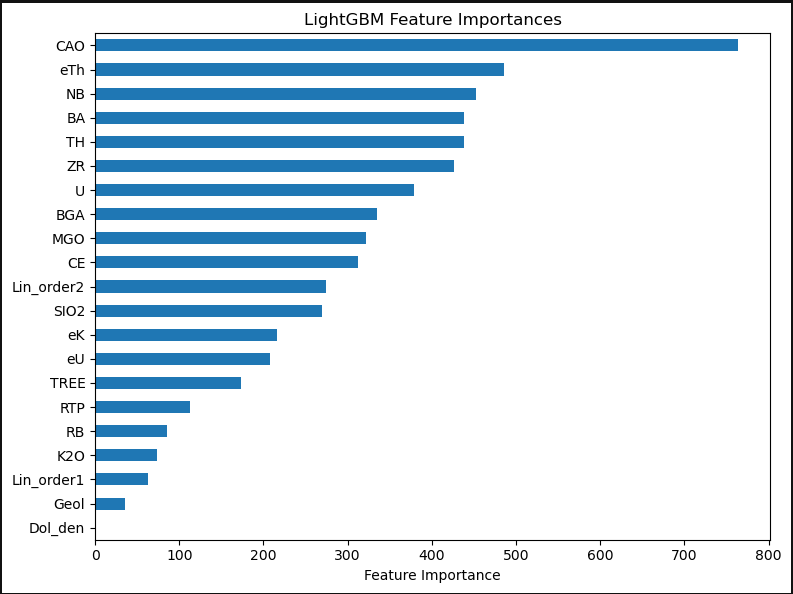 LightGBM Feature Importances
CAO
eTh
NB
BA
TH
ZR
U
BGA
MGO
CE
Lin_order2
SIO2
eK
eU
TREE
RTP
RB
K2O
Lin_order1
Geol
Dol_den
0 100 200 300 400 500 600 700 800
Feature Importance